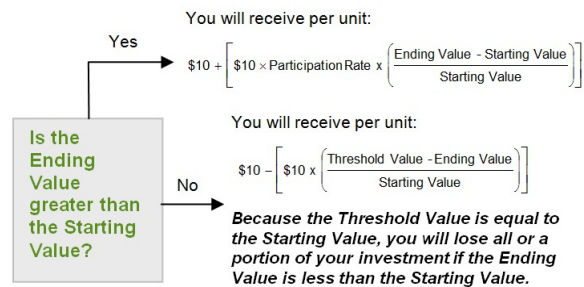 You will receive per unit:
Yes
$10 + [$10 × Participation Rate x (Ending Value - Starting Value / Starting Value)]
You will receive per unit:
Is the
Ending
Value
greater than
the Starting
Value?
No
$10 – [$10 x (Threshold Value - Ending Value / Starting Value)]
Because the Threshold Value is equal to
the Starting Value, you will lose all or a
portion of your investment if the Ending
Value is less than the Starting Value.